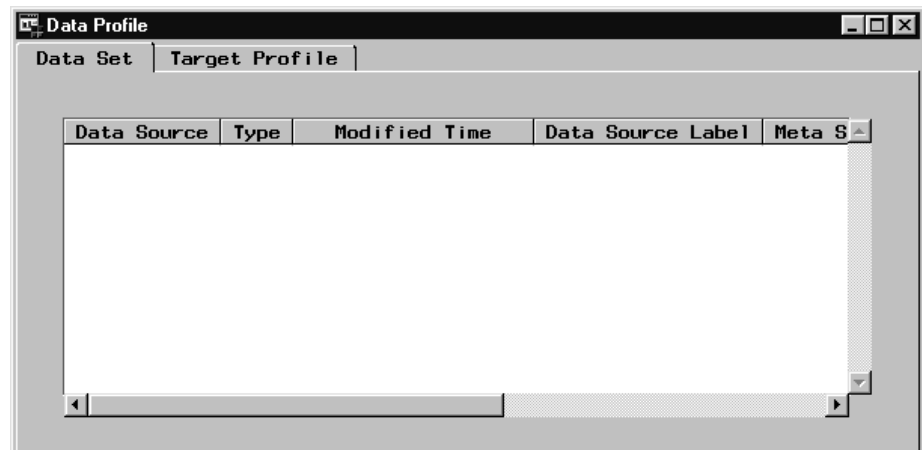 Data Profile
Data Set Target Profile
Data Source Type Modified Time Data Source Label Meta S